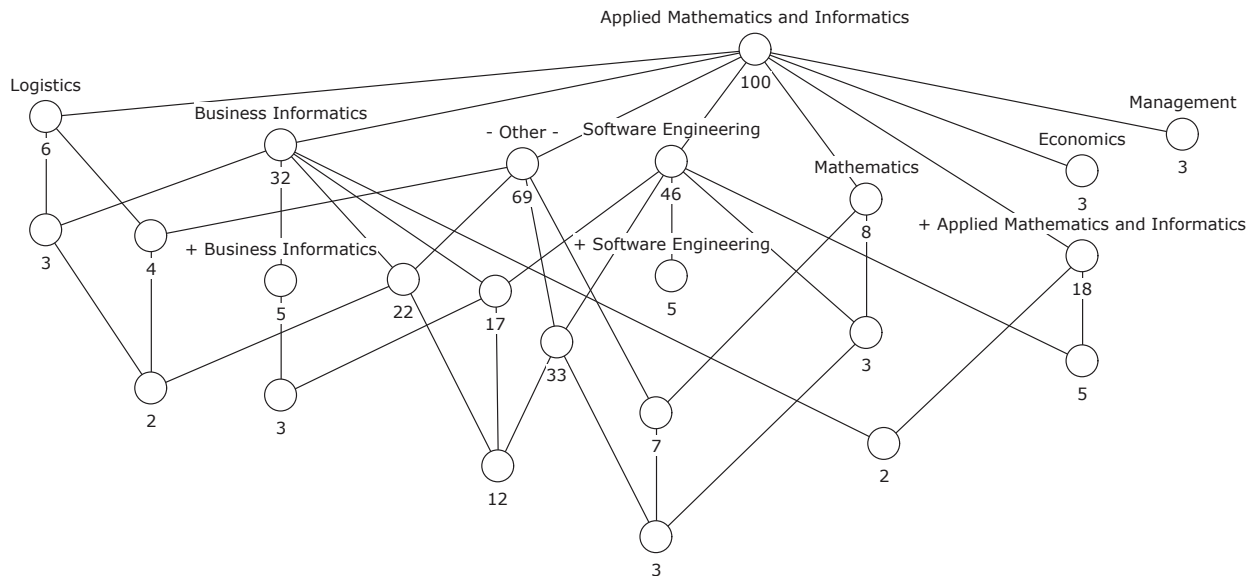 Applied Mathematics and Informatics
100
Logistics
6
Business Informatics
32
- Other -
69
Software Engineering
46
Mathematics
8
Economics
3
Management
3
+ Applied Mathematics and Informatics
18
3
4
+ Business Informatics
5
22
17
+ Software Engineering
5
33
3
5
2
3
7
2
12
3